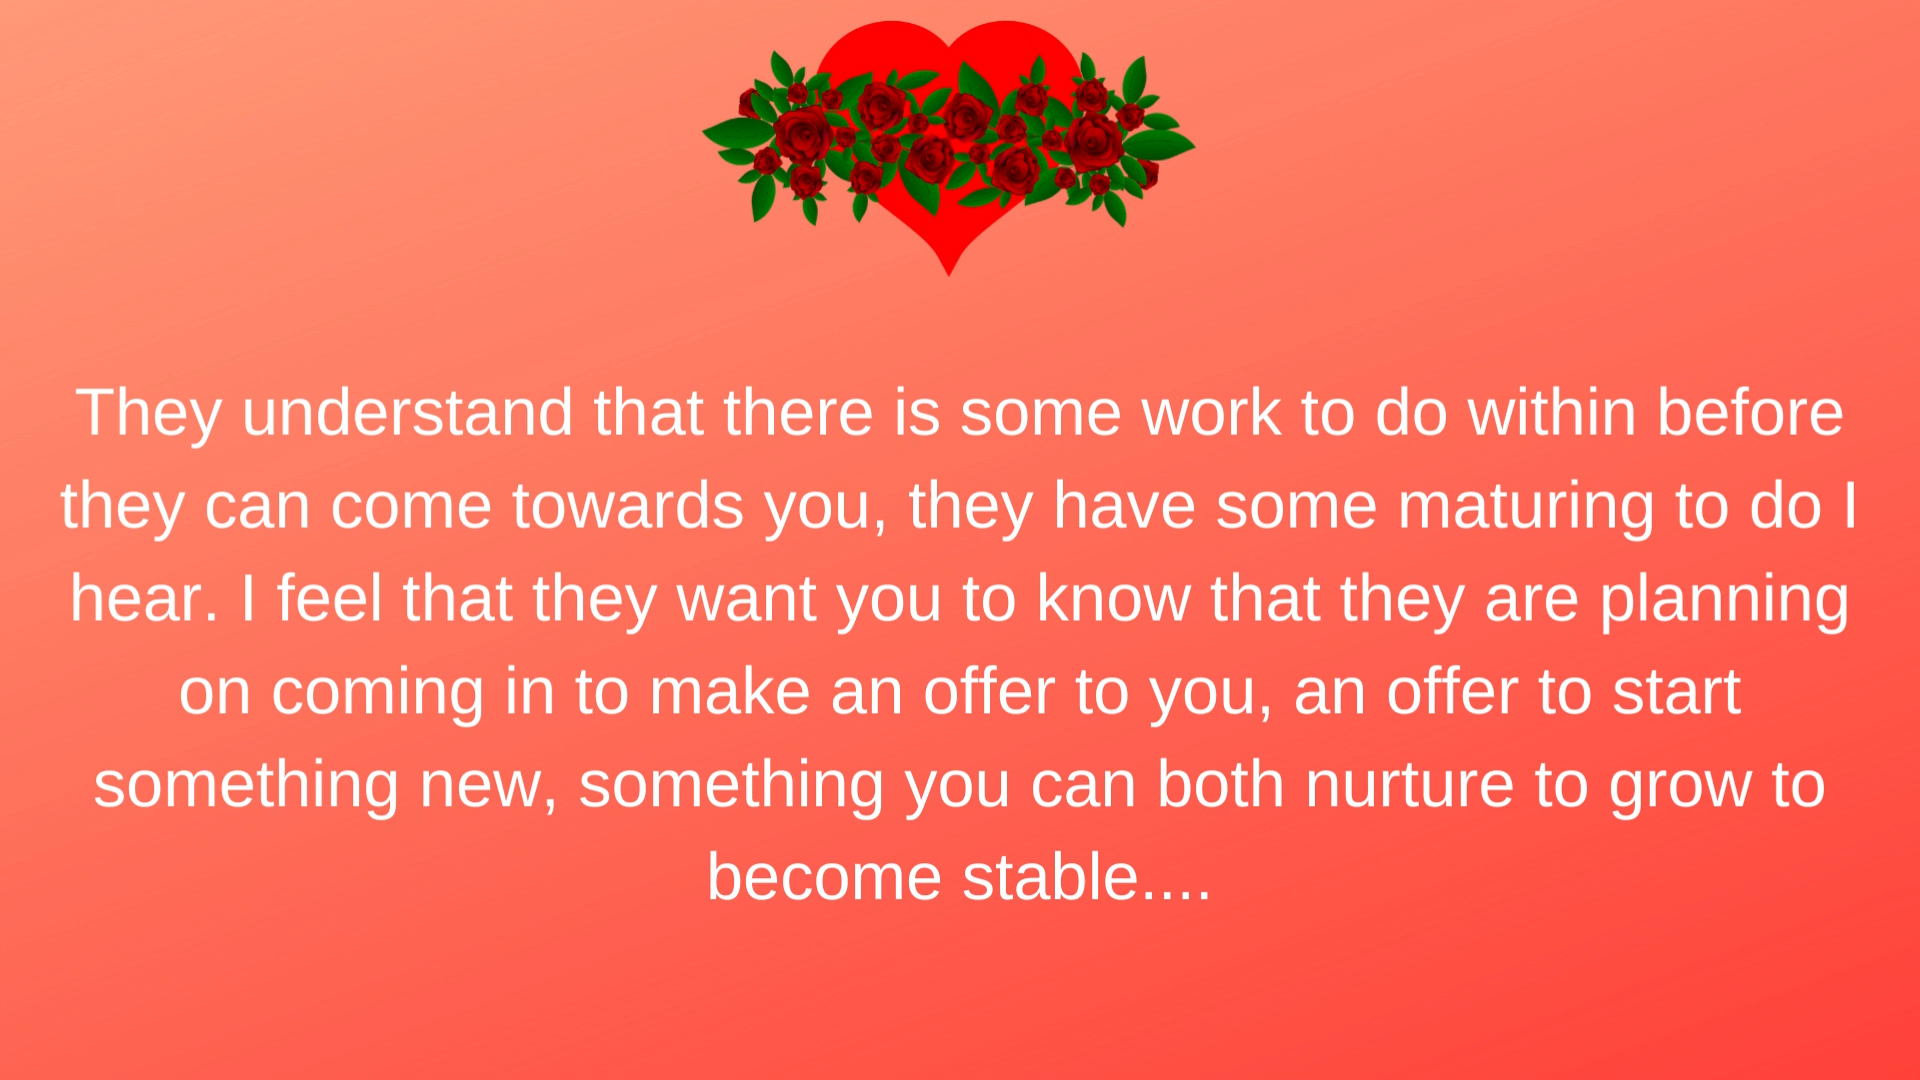 They understand that there is some work to do within before
they can come towards you, they have some maturing to do I
hear. I feel that they want you to know that they are planning
on coming in to make an offer to you, an offer to start
something new, something you can both nurture to grow to
become stable....